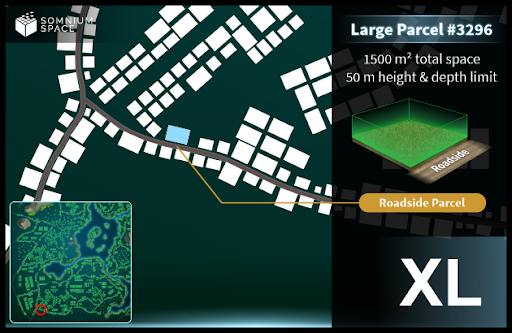 SOMNIUM
SPACE
Large Parcel #3296
1500 m² total space
50 m height & depth limit
Roadside
Roadside Parcel
XL